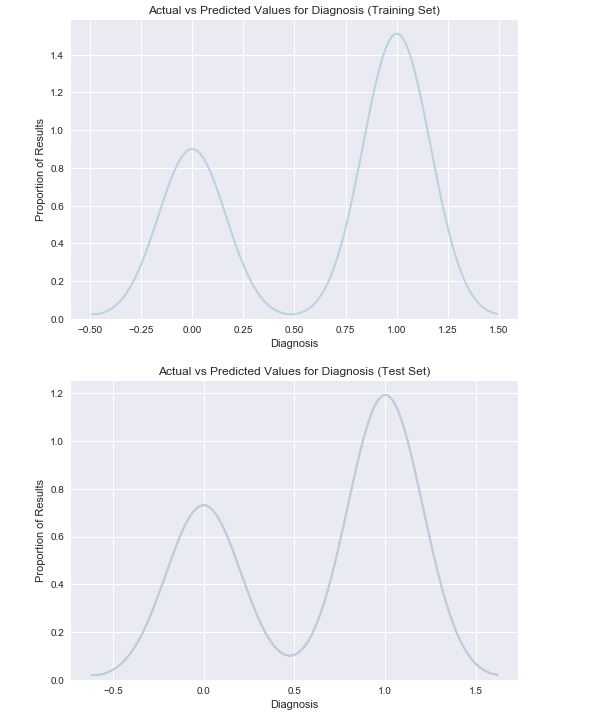 Actual vs Predicted Values for Diagnosis (Training Set)
1.4
1.2
1.0
0.8
0.6
0.4
0.2
0.0
Proportion of Results
−0.50 −0.25 0.00 0.25 0.50 0.75 1.00 1.25 1.50
Diagnosis
Actual vs Predicted Values for Diagnosis (Test Set)
1.2
1.0
0.8
0.6
0.4
0.2
0.0
Proportion of Results
−0.5 0.0 0.5 1.0 1.5
Diagnosis